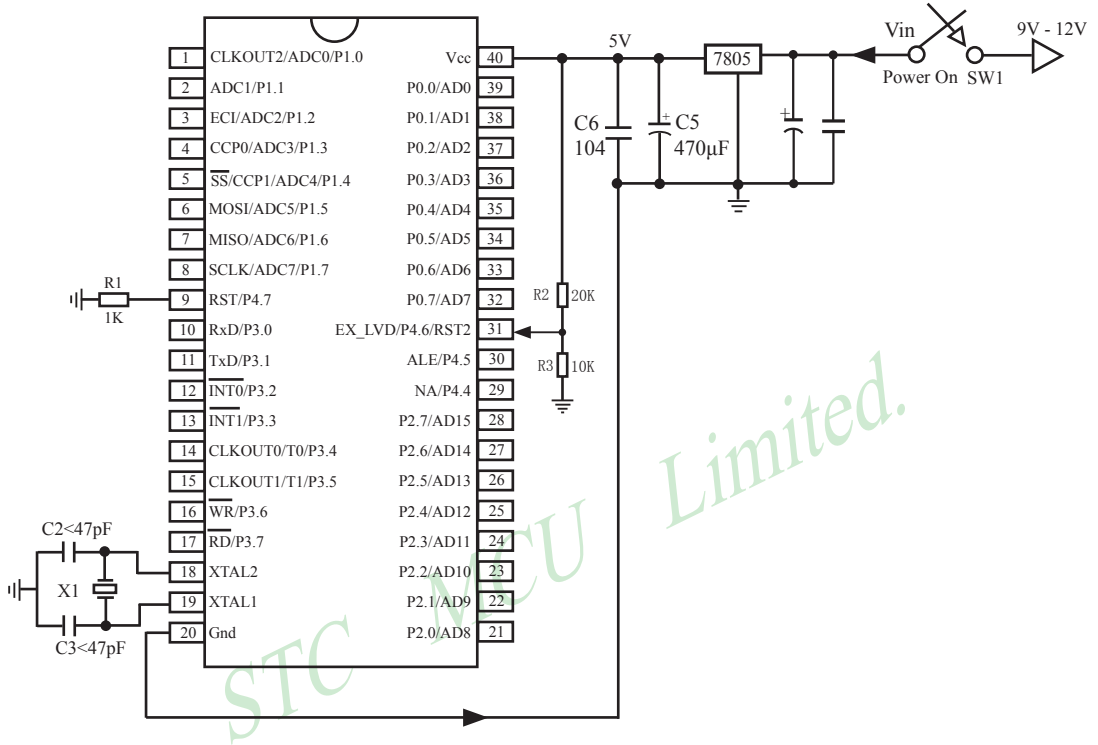 5V
7805
Vin
Power On SW1
9V - 12V
C6
104
+
C5
470μF
+
1 CLKOUT2/ADC0/P1.0
2 ADC1/P1.1
3 ECI/ADC2/P1.2
4 CCP0/ADC3/P1.3
5 SS/CCP1/ADC4/P1.4
6 MOSI/ADC5/P1.5
7 MISO/ADC6/P1.6
8 SCLK/ADC7/P1.7
9 RST/P4.7
10 RxD/P3.0
11 TxD/P3.1
12 INT0/P3.2
13 INT1/P3.3
14 CLKOUT0/T0/P3.4
15 CLKOUT1/T1/P3.5
16 WR/P3.6
17 RD/P3.7
18 XTAL2
19 XTAL1
20 Gnd
Vcc 40
P0.0/AD0 39
P0.1/AD1 38
P0.2/AD2 37
P0.3/AD3 36
P0.4/AD4 35
P0.5/AD5 34
P0.6/AD6 33
P0.7/AD7 32
EX_LVD/P4.6/RST2 31
ALE/P4.5 30
NA/P4.4 29
P2.7/AD15 28
P2.6/AD14 27
P2.5/AD13 26
P2.4/AD12 25
P2.3/AD11 24
P2.2/AD10 23
P2.1/AD9 22
P2.0/AD8 21
R1
1K
R2 20K
R3 10K
C2<47pF
X1
C3<47pF
STC MCU Limited.